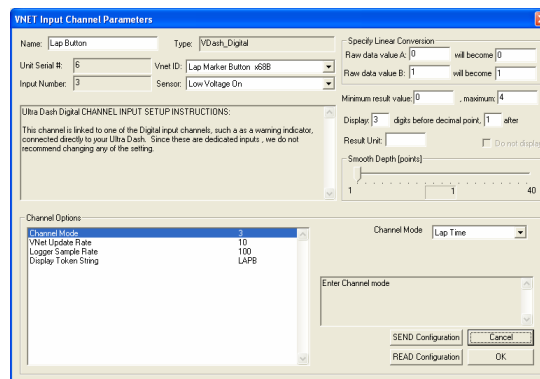 VNET Input Channel Parameters
Name: Lap Button Type: VDash_Digital
Unit Serial #: 6 Vnet ID: Lap Marker Button x68B
Input Number: 3 Sensor: Low Voltage On
Ultra Dash Digital CHANNEL INPUT SETUP INSTRUCTIONS:
This channel is linked to one of the Digital input channels, such a as a warning indicator,
connected directly to your Ultra Dash. Since these are dedicated inputs , we do not
recommend changing any of the setting.
Specify Linear Conversion
Raw data value A: 0 will become 0
Raw data value B: 1 will become 1
Minimum result value: 0 , maximum: 4
Display: 3 digits before decimal point, 1 after
Result Unit: Do not display
Smooth Depth [points]
1 1 40
Channel Options
Channel Mode 3
VNet Update Rate 10
Logger Sample Rate 100
Display Token String LAPB
Channel Mode Lap Time
Enter Channel mode
SEND Configuration Cancel
READ Configuration OK